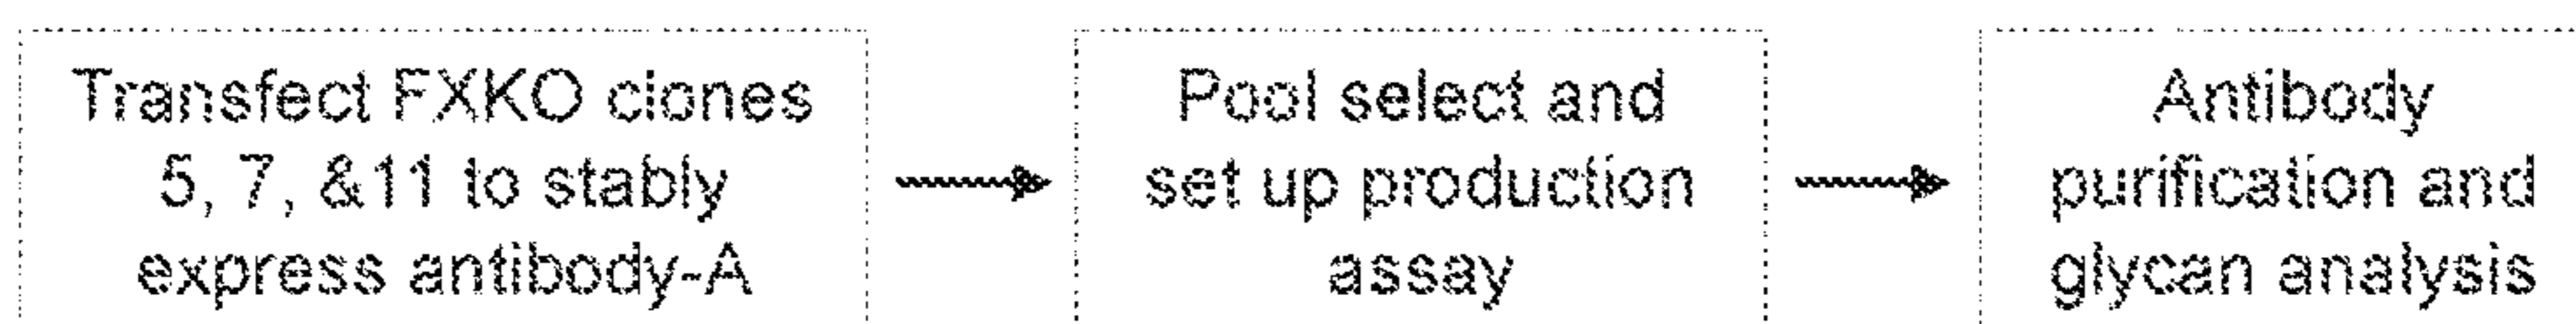 Transfect FXKO clones
5, 7, &11 to stably
express antibody-A
Pool select and
set up production
assay
Antibody
purification and
glycan analysis